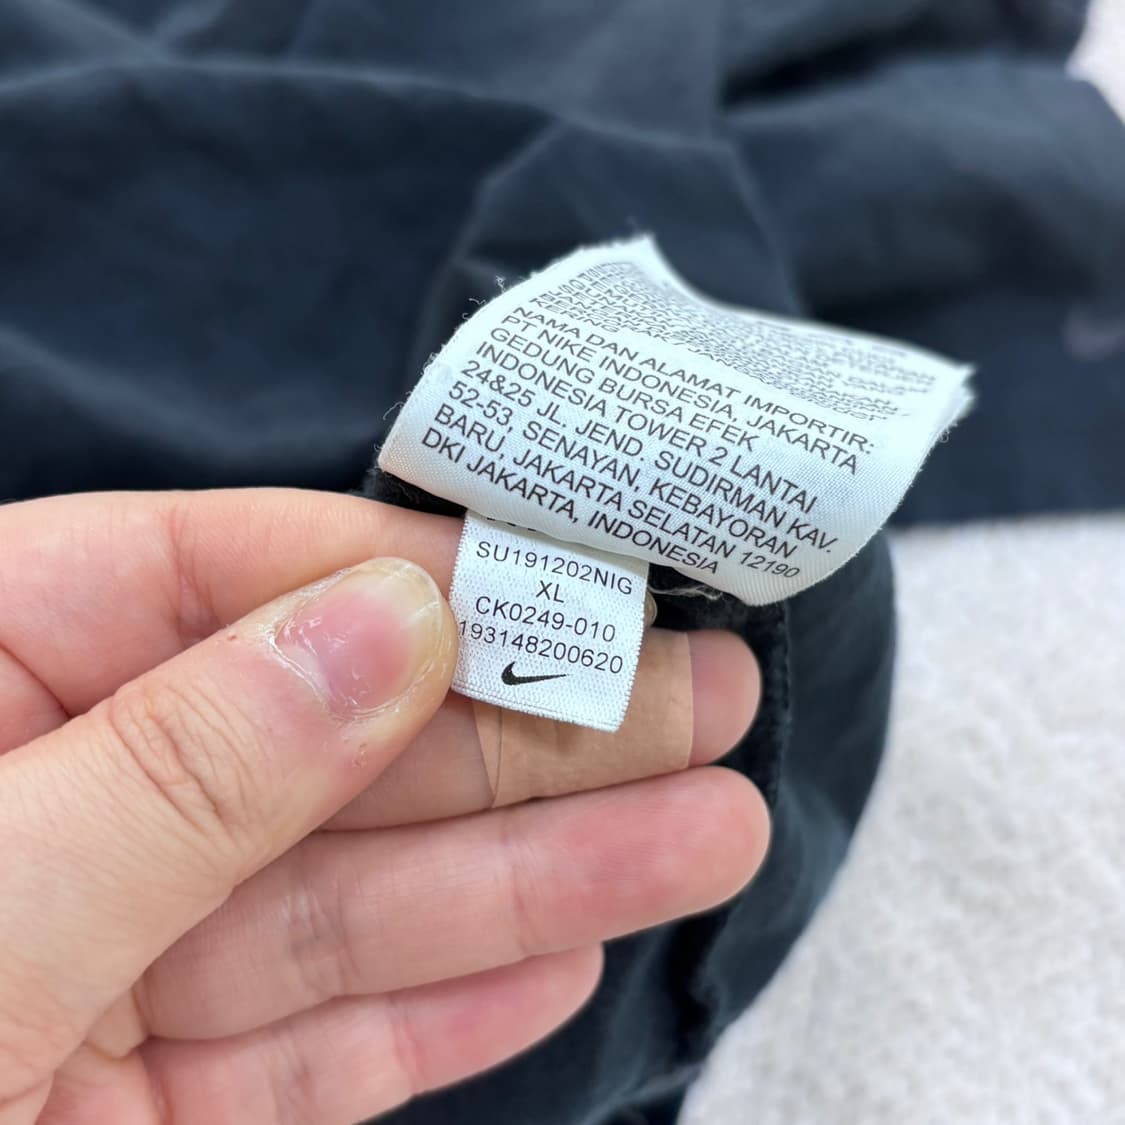 KERING
NAMA DAN ALAMAT IMPORTIR:
PT NIKE INDONESIA, JAKARTA
GEDUNG BURSA EFEK
INDONESIA TOWER 2 LANTAI
24&25 JL. JEND. SUDIRMAN KAV.
52-53, SENAYAN, KEBAYORAN
BARU, JAKARTA SELATAN 12190
DKI JAKARTA, INDONESIA
SU191202NIG
XL
CK0249-010
193148200620